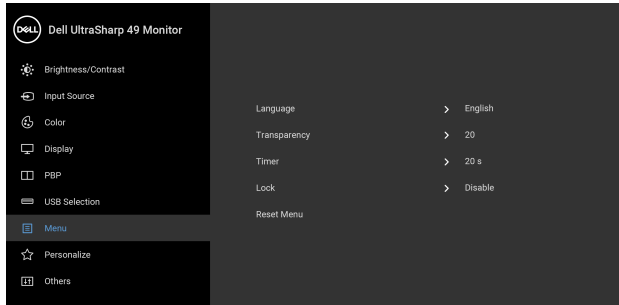 DELL Dell UltraSharp 49 Monitor
Brightness/Contrast
Input Source
Color
Display
PBP
USB Selection
Menu
Personalize
Others
Language English
Transparency 20
Timer 20 s
Lock Disable
Reset Menu